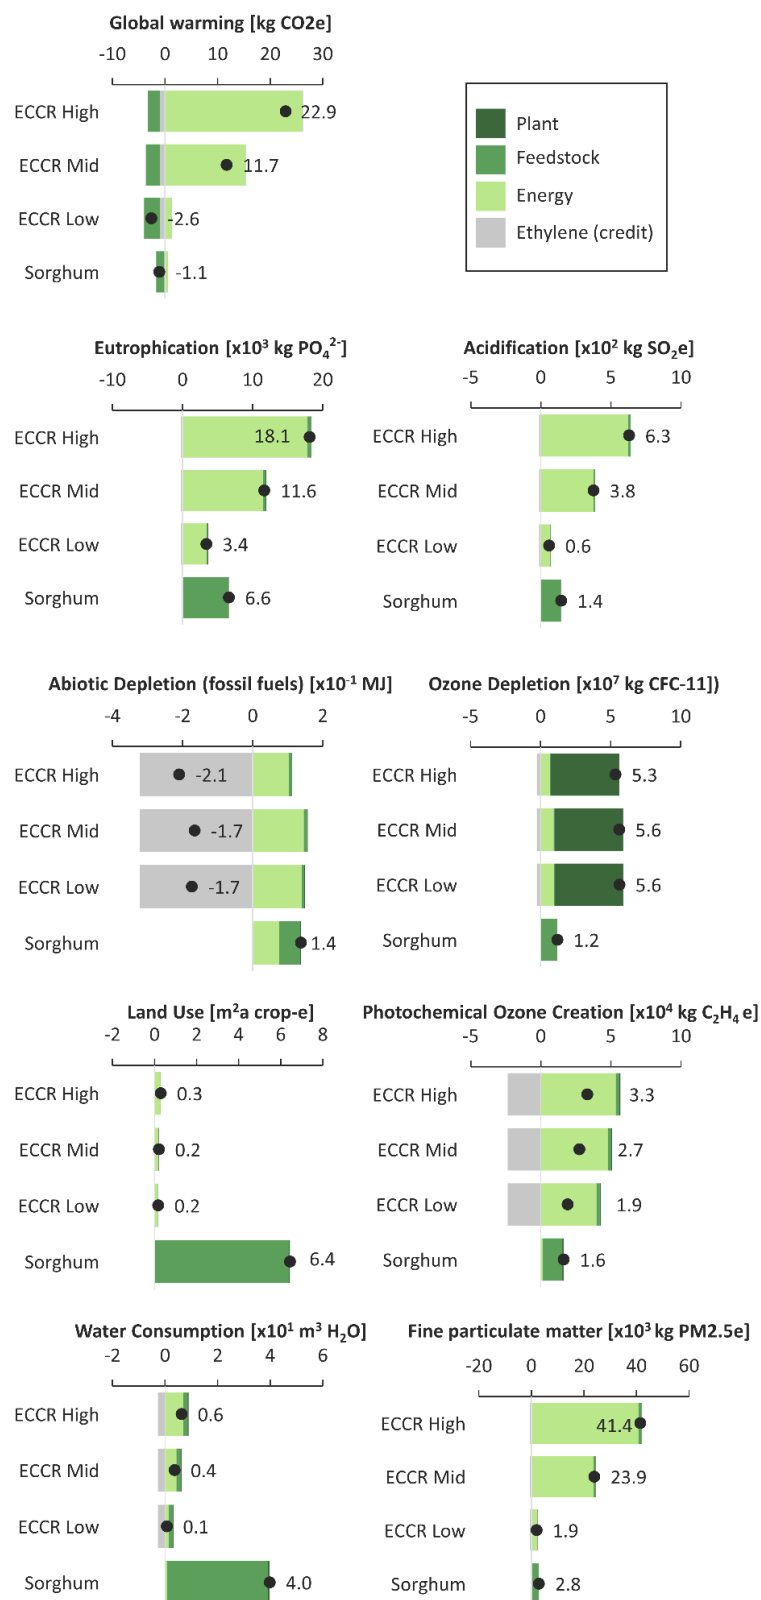 Global warming [kg CO2e]
-10 0 10 20 30
ECCR High 22.9
ECCR Mid 11.7
ECCR Low -2.6
Sorghum -1.1
Plant
Feedstock
Energy
Ethylene (credit)
Eutrophication [x10³ kg PO₄²⁻]
-10 0 10 20
ECCR High 18.1
ECCR Mid 11.6
ECCR Low 3.4
Sorghum 6.6
Acidification [x10² kg SO₂e]
-5 0 5 10
ECCR High 6.3
ECCR Mid 3.8
ECCR Low 0.6
Sorghum 1.4
Abiotic Depletion (fossil fuels) [x10⁻¹ MJ]
-4 -2 0 2
ECCR High -2.1
ECCR Mid -1.7
ECCR Low -1.7
Sorghum 1.4
Ozone Depletion [x10⁷ kg CFC-11])
-5 0 5 10
ECCR High 5.3
ECCR Mid 5.6
ECCR Low 5.6
Sorghum 1.2
Land Use [m²a crop-e]
-2 0 2 4 6 8
ECCR High 0.3
ECCR Mid 0.2
ECCR Low 0.2
Sorghum 6.4
Photochemical Ozone Creation [x10⁴ kg C₂H₄ e]
-5 0 5 10
ECCR High 3.3
ECCR Mid 2.7
ECCR Low 1.9
Sorghum 1.6
Water Consumption [x10¹ m³ H₂O]
-2 0 2 4 6
ECCR High 0.6
ECCR Mid 0.4
ECCR Low 0.1
Sorghum 4.0
Fine particulate matter [x10³ kg PM2.5e]
-20 0 20 40 60
ECCR High 41.4
ECCR Mid 23.9
ECCR Low 1.9
Sorghum 2.8